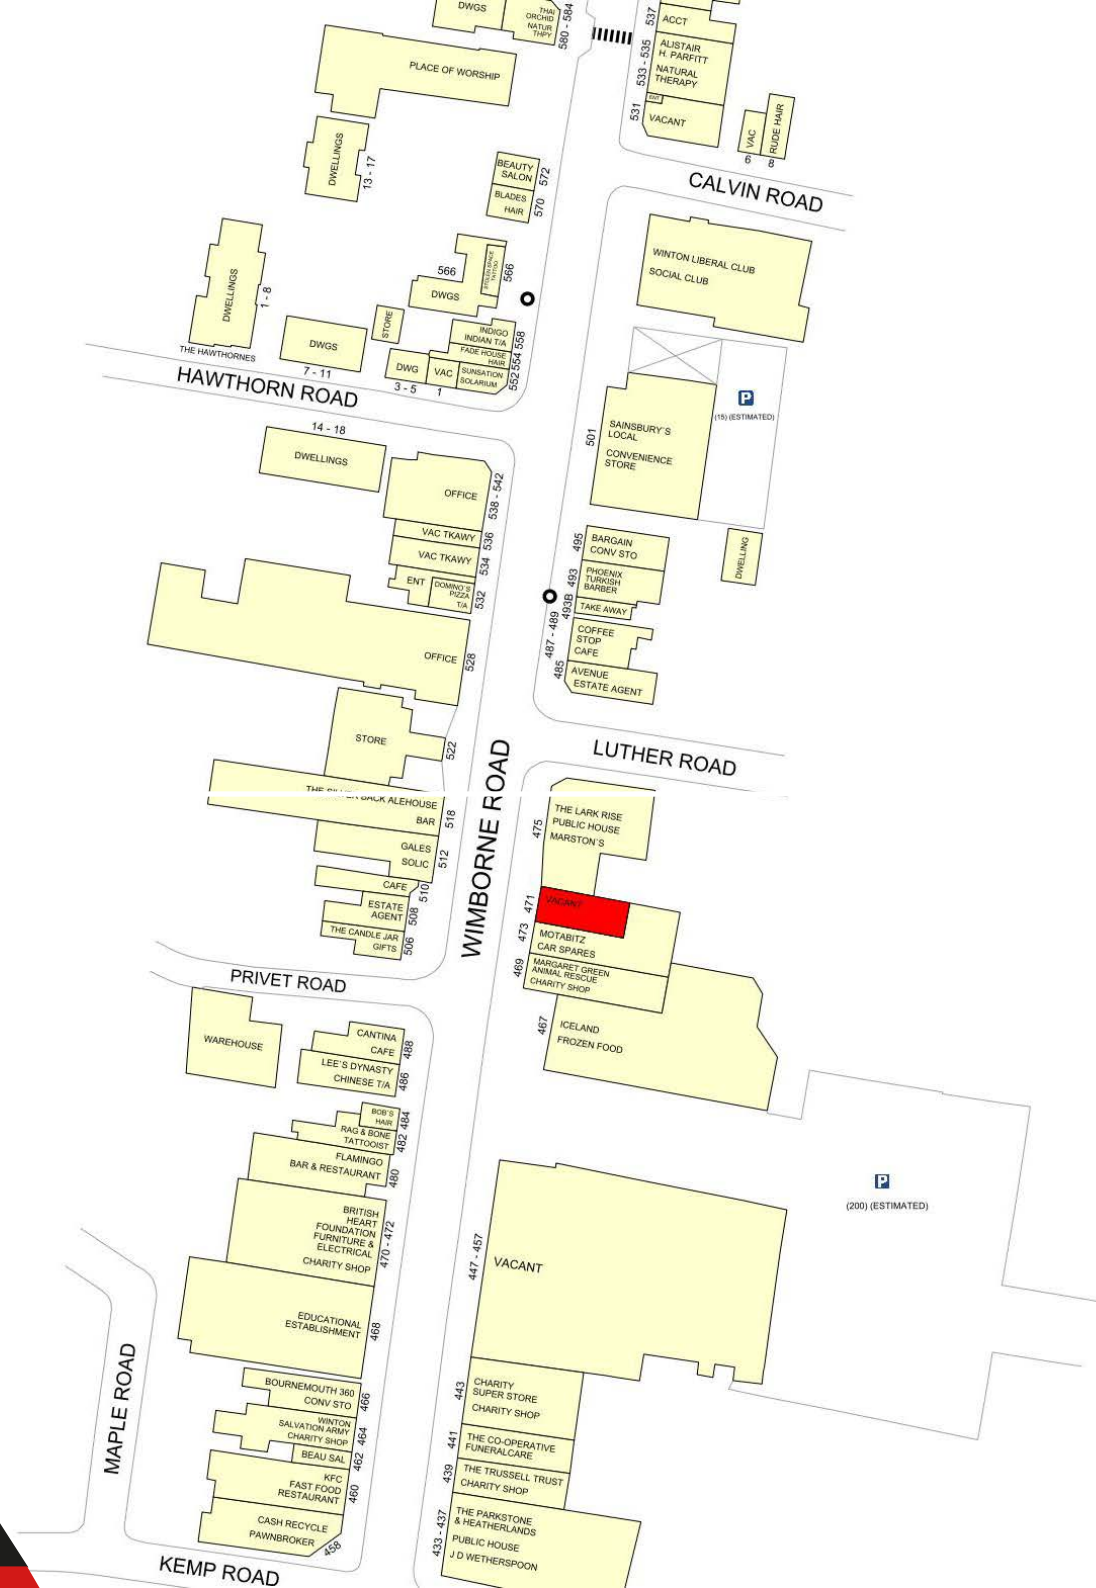 DWGS
THAI
ORCHID
NATUR
THPY
580 - 584
537
ACCT
533 - 535
ALISTAIR
H. PARFITT
NATURAL
THERAPY
ENT
531
VACANT
VAC
6
RUDE HAIR
8
PLACE OF WORSHIP
DWELLINGS
13 - 17
BEAUTY
SALON
572
BLADES
HAIR
570
CALVIN ROAD
WINTON LIBERAL CLUB
SOCIAL CLUB
DWELLINGS
1 - 8
THE HAWTHORNES
566
DWGS
STOLEN SPACE
TATTOO
566
STORE
DWGS
7 - 11
INDIGO
INDIAN T/A
558
FADE HOUSE
HAIR
554
DWG
3 - 5
VAC
1
SUNSATION
SOLARIUM
552
HAWTHORN ROAD
P
(15) (ESTIMATED)
501
SAINSBURY´S
LOCAL
CONVENIENCE
STORE
14 - 18
DWELLINGS
OFFICE
538 - 542
VAC TKAWY
536
VAC TKAWY
534
ENT
DOMINO´S
PIZZA
T/A
532
495
BARGAIN
CONV STO
493
PHOENIX
TURKISH
BARBER
493B
TAKE AWAY
487 - 489
COFFEE
STOP
CAFE
485
AVENUE
ESTATE AGENT
DWELLING
OFFICE
528
STORE
522
LUTHER ROAD
WIMBORNE ROAD
BACK ALEHOUSE
BAR
518
GALES
SOLIC
512
CAFE
510
ESTATE
AGENT
508
THE CANDLE JAR
GIFTS
506
475
THE LARK RISE
PUBLIC HOUSE
MARSTON´S
471
VACANT
473
MOTABITZ
CAR SPARES
469
MARGARET GREEN
ANIMAL RESCUE
CHARITY SHOP
467
ICELAND
FROZEN FOOD
PRIVET ROAD
WAREHOUSE
CANTINA
CAFE
488
LEE´S DYNASTY
CHINESE T/A
486
BOB´S
HAIR
484
RAG & BONE
TATTOOIST
482
FLAMINGO
BAR & RESTAURANT
480
BRITISH
HEART
FOUNDATION
FURNITURE &
ELECTRICAL
CHARITY SHOP
470 - 472
EDUCATIONAL
ESTABLISHMENT
468
P
(200) (ESTIMATED)
447 - 457
VACANT
443
CHARITY
SUPER STORE
CHARITY SHOP
441
THE CO-OPERATIVE
FUNERALCARE
439
THE TRUSSELL TRUST
CHARITY SHOP
433 - 437
THE PARKSTONE
& HEATHERLANDS
PUBLIC HOUSE
J D WETHERSPOON
BOURNEMOUTH 360
CONV STO
466
WINTON
SALVATION ARMY
CHARITY SHOP
464
BEAU SAL
462
KFC
FAST FOOD
RESTAURANT
460
CASH RECYCLE
PAWNBROKER
458
MAPLE ROAD
KEMP ROAD